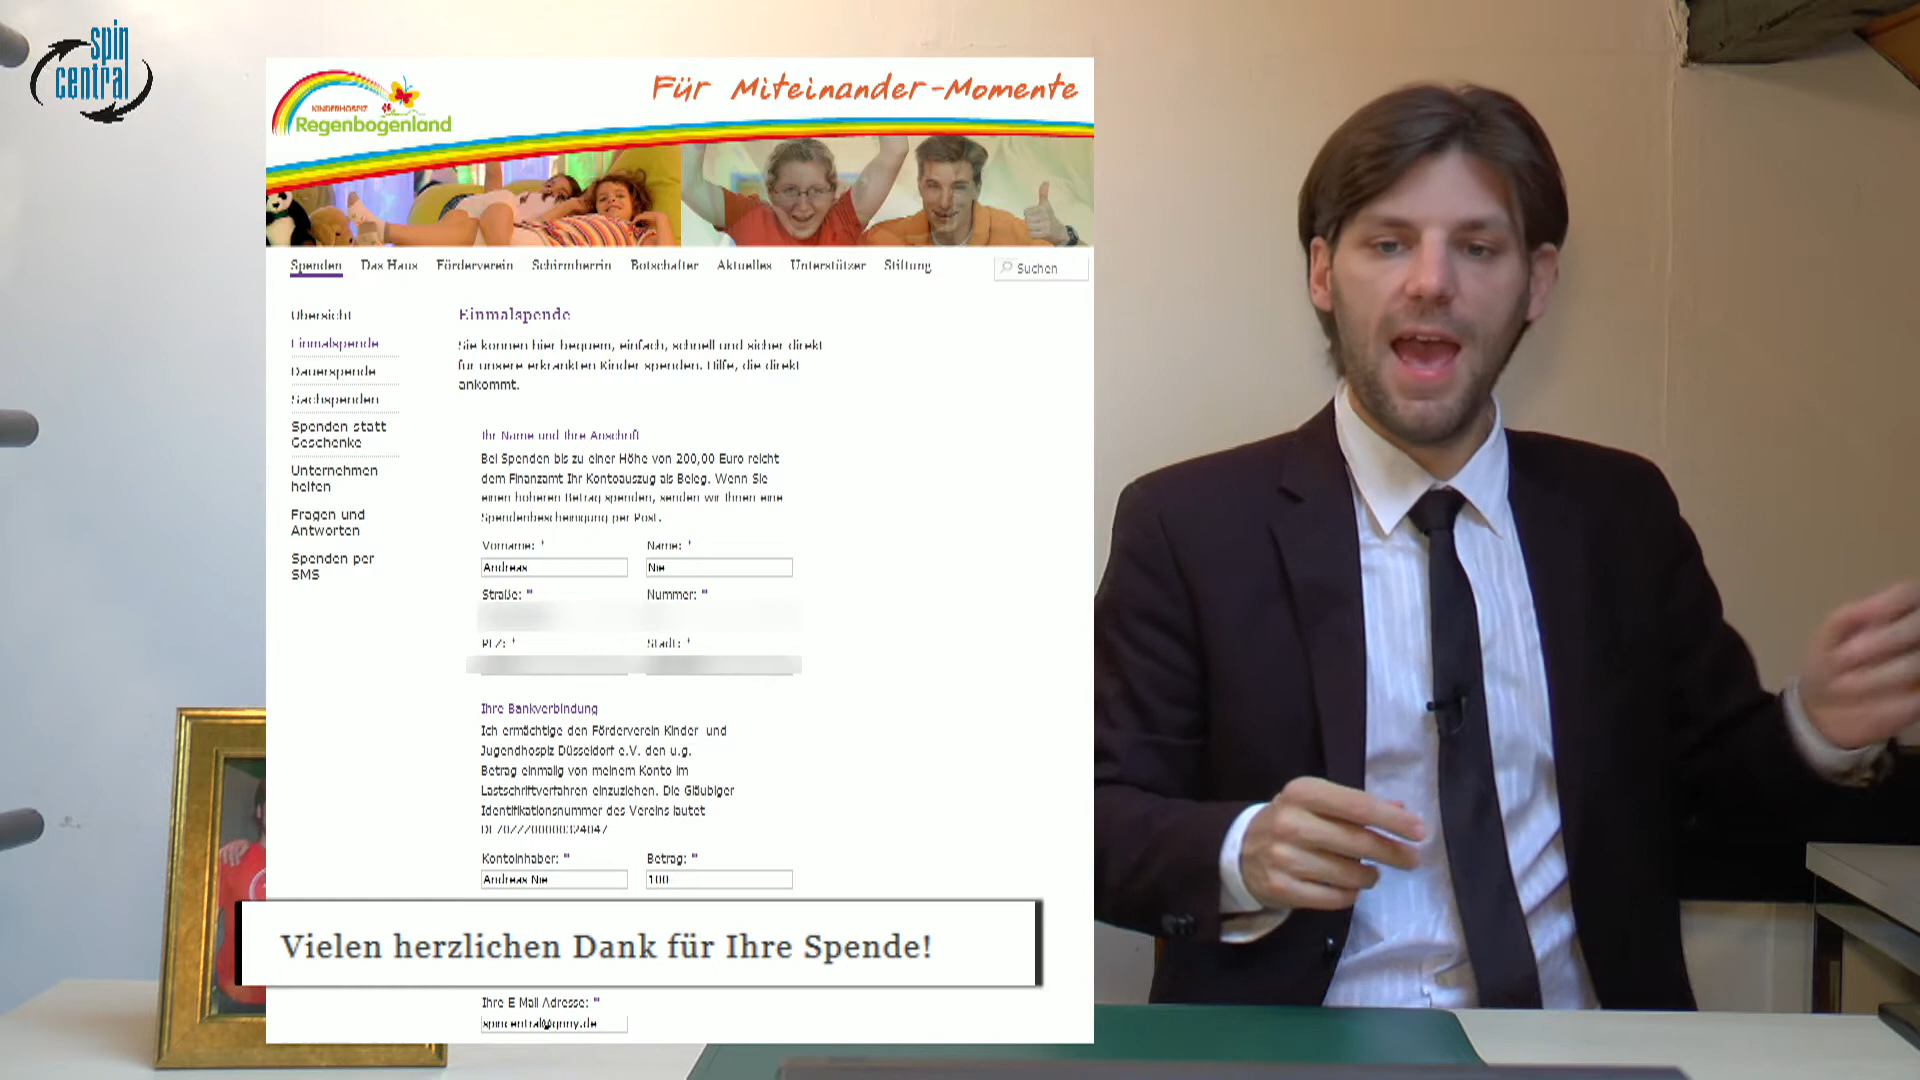 spin
central
Für Miteinander-Momente
KINDERHOSPIZ
Regenbogenland
Spenden Das Haus Förderverein Schirmherrin Botschafter Aktuelles Unterstützer Stiftung Suchen
Übersicht
Einmalspende
Dauerspende
Sachspenden
Spenden statt
Geschenke
Unternehmen
helfen
Fragen und
Antworten
Spenden per
SMS
Einmalspende
Sie können hier bequem, einfach, schnell und sicher direkt
für unsere erkrankten Kinder spenden. Hilfe, die direkt
ankommt.
Ihr Name und Ihre Anschrift
Bei Spenden bis zu einer Höhe von 200,00 Euro reicht
dem Finanzamt Ihr Kontoauszug als Beleg. Wenn Sie
einen höheren Betrag spenden, senden wir Ihnen eine
Spendenbescheinigung per Post.
Vorname: * Name: *
Andreas Nie
Straße: * Nummer: *
PLZ: * Stadt: *
Ihre Bankverbindung
Ich ermächtige den Förderverein Kinder- und
Jugendhospiz Düsseldorf e.V. den u.g.
Betrag einmalig von meinem Konto im
Lastschriftverfahren einzuziehen. Die Gläubiger
Identifikationsnummer des Vereins lautet
DE70ZZZ00000324047
Kontoinhaber: * Betrag: *
Andreas Nie 100
Vielen herzlichen Dank für Ihre Spende!
Ihre E-Mail-Adresse: *
spincentral@gmy.de